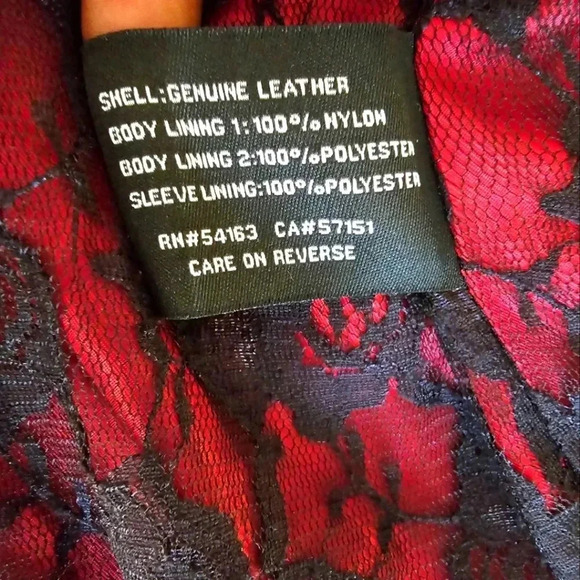 SHELL:GENUINE LEATHER
BODY LINING 1:100%NYLON
BODY LINING 2:100%POLYESTER
SLEEVE LINING:100%POLYESTER
RN#54163 CA#57151
CARE ON REVERSE